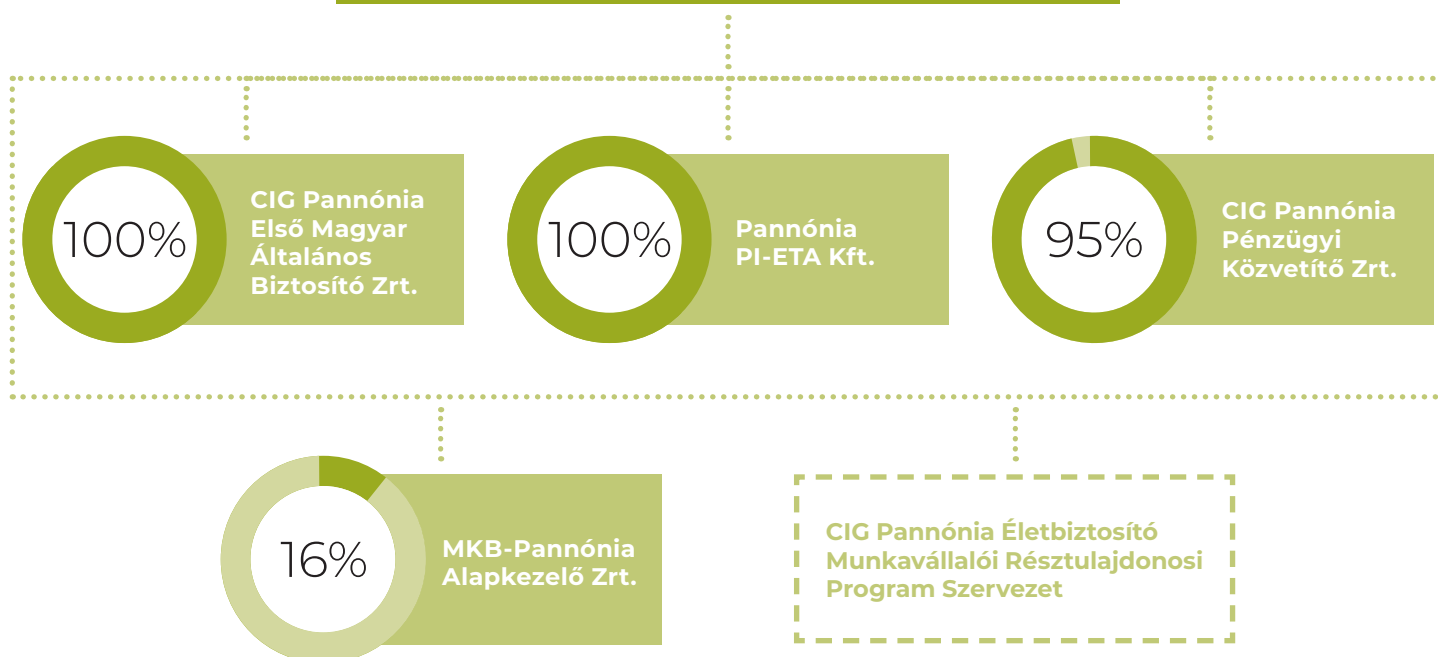 100%
CIG Pannónia
Első Magyar
Általános
Biztosító Zrt.
100%
Pannónia
PI-ETA Kft.
95%
CIG Pannónia
Pénzügyi
Közvetítő Zrt.
16%
MKB-Pannónia
Alapkezelő Zrt.
CIG Pannónia Életbiztosító
Munkavállalói Résztulajdonosi
Program Szervezet